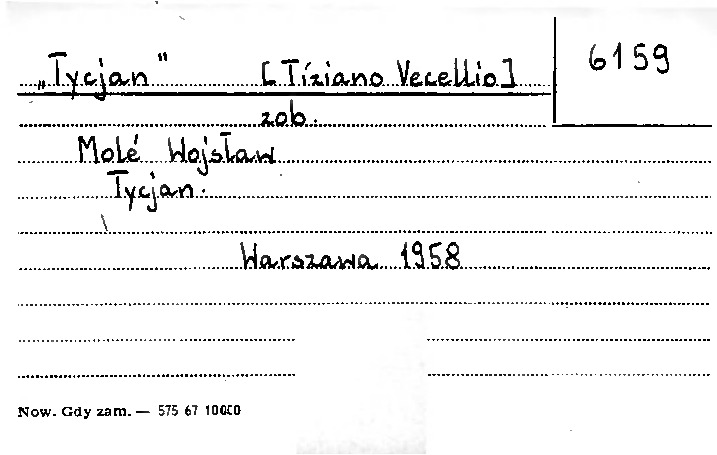 „Tycjan" [Tiziano Vecellio] 6159
zob.
Molé Wojsław
Tycjan.
Warszawa 1958
Now. Gdy zam. — 575 67 10000